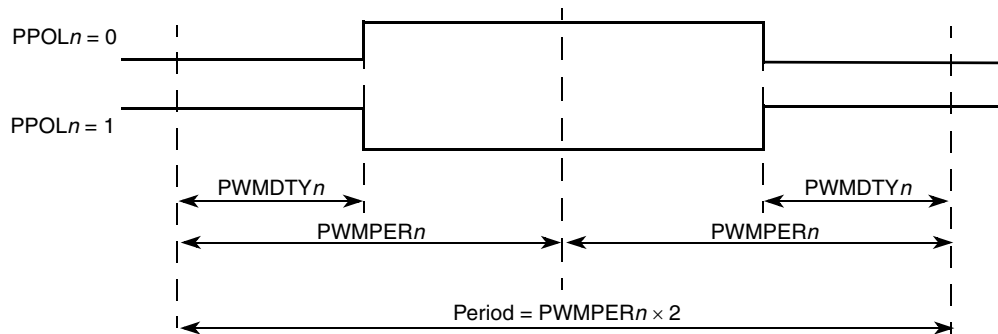 PPOLn = 0
PPOLn = 1
PWMDTYn
PWMDTYn
PWMPERn
PWMPERn
Period = PWMPERn × 2